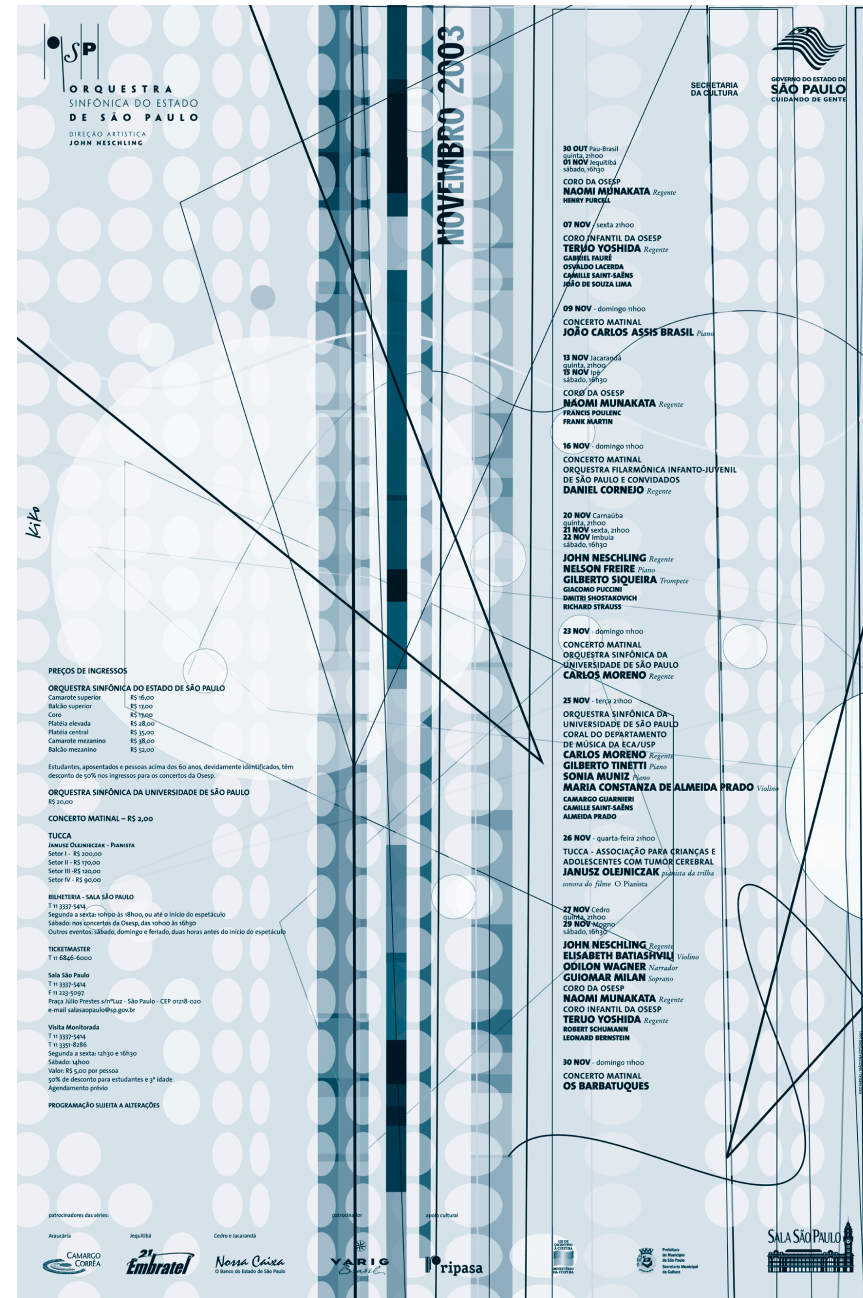 OSP
ORQUESTRA
SINFÔNICA DO ESTADO
DE SÃO PAULO
DIREÇÃO ARTÍSTICA
JOHN NESCHLING
NOVEMBRO 2003
SECRETARIA
DA CULTURA
GOVERNO DO ESTADO DE
SÃO PAULO
CUIDANDO DE GENTE
30 OUT Pau-Brasil
quinta, 21h00
01 NOV Jequitibá
sábado, 16h30
CORO DA OSESP
NAOMI MUNAKATA Regente
HENRY PURCELL
07 NOV - sexta 21h00
CORO INFANTIL DA OSESP
TERUO YOSHIDA Regente
GABRIEL FAURÉ
OSVALDO LACERDA
CAMILLE SAINT-SAËNS
JOÃO DE SOUZA LIMA
09 NOV - domingo 11h00
CONCERTO MATINAL
JOÃO CARLOS ASSIS BRASIL Piano
13 NOV Jacarandá
quinta, 21h00
15 NOV Ipê
sábado, 16h30
CORO DA OSESP
NAOMI MUNAKATA Regente
FRANCIS POULENC
FRANK MARTIN
16 NOV - domingo 11h00
CONCERTO MATINAL
ORQUESTRA FILARMÔNICA INFANTO-JUVENIL
DE SÃO PAULO E CONVIDADOS
DANIEL CORNEJO Regente
20 NOV Carnaúba
quinta, 21h00
21 NOV sexta, 21h00
22 NOV Imbuia
sábado, 16h30
JOHN NESCHLING Regente
NELSON FREIRE Piano
GILBERTO SIQUEIRA Trompete
GIACOMO PUCCINI
DMITRI SHOSTAKOVICH
RICHARD STRAUSS
23 NOV - domingo 11h00
CONCERTO MATINAL
ORQUESTRA SINFÔNICA DA
UNIVERSIDADE DE SÃO PAULO
CARLOS MORENO Regente
25 NOV - terça 21h00
ORQUESTRA SINFÔNICA DA
UNIVERSIDADE DE SÃO PAULO
CORAL DO DEPARTAMENTO
DE MÚSICA DA ECA/USP
CARLOS MORENO Regente
GILBERTO TINETTI Piano
SONIA MUNIZ Piano
MARIA CONSTANZA DE ALMEIDA PRADO Violino
CAMARGO GUARNIERI
CAMILLE SAINT-SAËNS
ALMEIDA PRADO
26 NOV - quarta-feira 21h00
TUCCA - ASSOCIAÇÃO PARA CRIANÇAS E
ADOLESCENTES COM TUMOR CEREBRAL
JANUSZ OLEJNICZAK pianista da trilha
sonora do filme O Pianista
27 NOV Cedro
quinta, 21h00
29 NOV Mogno
sábado, 16h30
JOHN NESCHLING Regente
ELISABETH BATIASHVILI Violino
ODILON WAGNER Narrador
GUIOMAR MILAN Soprano
CORO DA OSESP
NAOMI MUNAKATA Regente
CORO INFANTIL DA OSESP
TERUO YOSHIDA Regente
ROBERT SCHUMANN
LEONARD BERNSTEIN
30 NOV - domingo 11h00
CONCERTO MATINAL
OS BARBATUQUES
Kiko
PREÇOS DE INGRESSOS
ORQUESTRA SINFÔNICA DO ESTADO DE SÃO PAULO
Camarote superior R$ 16,00
Balcão superior R$ 17,00
Coro R$ 17,00
Platéia elevada R$ 28,00
Platéia central R$ 35,00
Camarote mezanino R$ 38,00
Balcão mezanino R$ 52,00
Estudantes, aposentados e pessoas acima dos 60 anos, devidamente identificados, têm
desconto de 50% nos ingressos para os concertos da Osesp.
ORQUESTRA SINFÔNICA DA UNIVERSIDADE DE SÃO PAULO
R$ 20,00
CONCERTO MATINAL – R$ 2,00
TUCCA
JANUSZ OLEJNIECZAK - PIANISTA
Setor I - R$ 200,00
Setor II - R$ 170,00
Setor III -R$ 120,00
Setor IV - R$ 90,00
BILHETERIA - SALA SÃO PAULO
T 11 3337-5414
Segunda a sexta: 10h00 às 18h00, ou até o início do espetáculo
Sábado: nos concertos da Osesp, das 10h00 às 16h30
Outros eventos: sábado, domingo e feriado, duas horas antes do início do espetáculo
TICKETMASTER
T 11 6846-6000
Sala São Paulo
T 11 3337-5414
F 11 223-5097
Praça Júlio Prestes s/nºLuz - São Paulo - CEP 01218-020
e-mail salasaopaulo@sp.gov.br
Visita Monitorada
T 11 3337-5414
T 11 3351-8286
Segunda a sexta: 12h30 e 16h30
Sábado: 14h00
Valor: R$ 5,00 por pessoa
50% de desconto para estudantes e 3ª idade
Agendamento prévio
PROGRAMAÇÃO SUJEITA A ALTERAÇÕES
patrocinadores das séries:
patrocinador
apoio cultural
Araucária
Jequitibá
Cedro e Jacarandá
CAMARGO
CORRÊA
21
Embratel
Nossa Caixa
O Banco do Estado de São Paulo
VARIG
Brasil
ripasa
LEI DE
INCENTIVO
À CULTURA
MINISTÉRIO
DA CULTURA
Prefeitura
do Município
de São Paulo
Secretaria Municipal
de Cultura
SALA SÃO PAULO